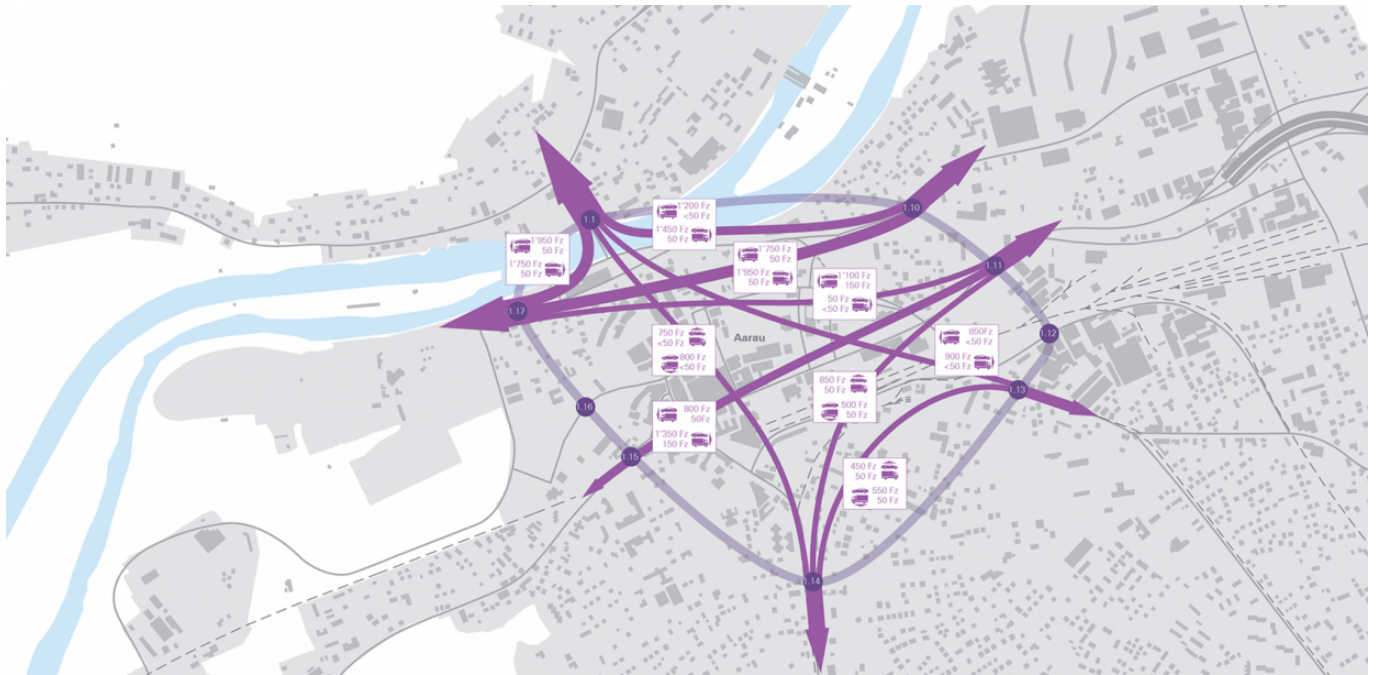 1.1
1.10
1'200 Fz
<50 Fz
1'450 Fz
50 Fz
1'950 Fz
50 Fz
1'750 Fz
50 Fz
1'750 Fz
50 Fz
1'950 Fz
50 Fz
1.11
1'100 Fz
150 Fz
50 Fz
<50 Fz
1.17
750 Fz
<50 Fz
800 Fz
<50 Fz
Aarau
850Fz
<50 Fz
900 Fz
<50 Fz
1.12
850 Fz
50 Fz
500 Fz
50 Fz
1.13
1.16
800 Fz
50Fz
1'350 Fz
150 Fz
1.15
450 Fz
50 Fz
550 Fz
50 Fz
1.14